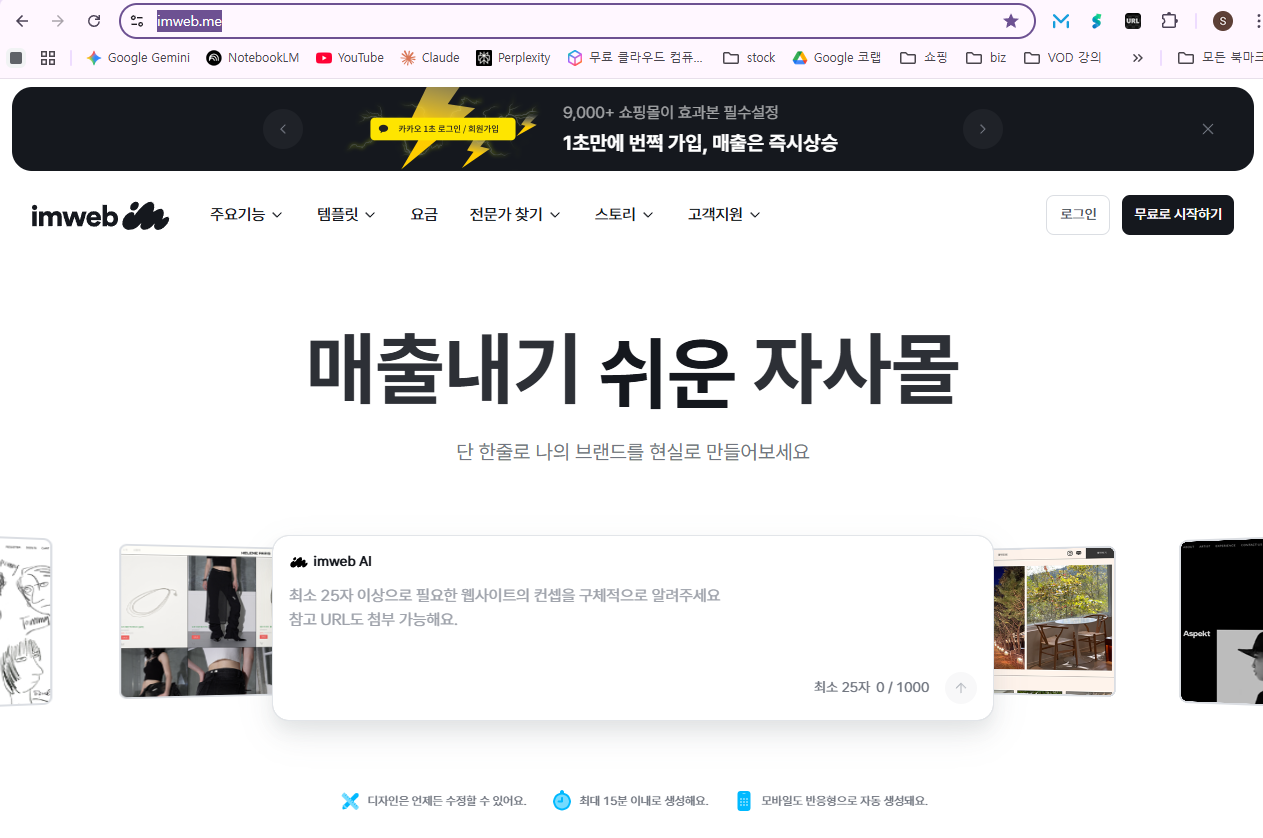 imweb.me
URL
S
Google Gemini
NotebookLM
YouTube
Claude
Perplexity
무료 클라우드 컴퓨...
stock
Google 코랩
쇼핑
biz
VOD 강의
모든 북마크
카카오 1초 로그인 / 회원가입
9,000+ 쇼핑몰이 효과본 필수설정
1초만에 번쩍 가입, 매출은 즉시상승
imweb
주요기능
템플릿
요금
전문가 찾기
스토리
고객지원
로그인
무료로 시작하기
매출내기 쉬운 자사몰
단 한줄로 나의 브랜드를 현실로 만들어보세요
imweb AI
최소 25자 이상으로 필요한 웹사이트의 컨셉을 구체적으로 알려주세요
참고 URL도 첨부 가능해요.
최소 25자 0 / 1000
Aspekt
디자인은 언제든 수정할 수 있어요.
최대 15분 이내로 생성해요.
모바일도 반응형으로 자동 생성돼요.